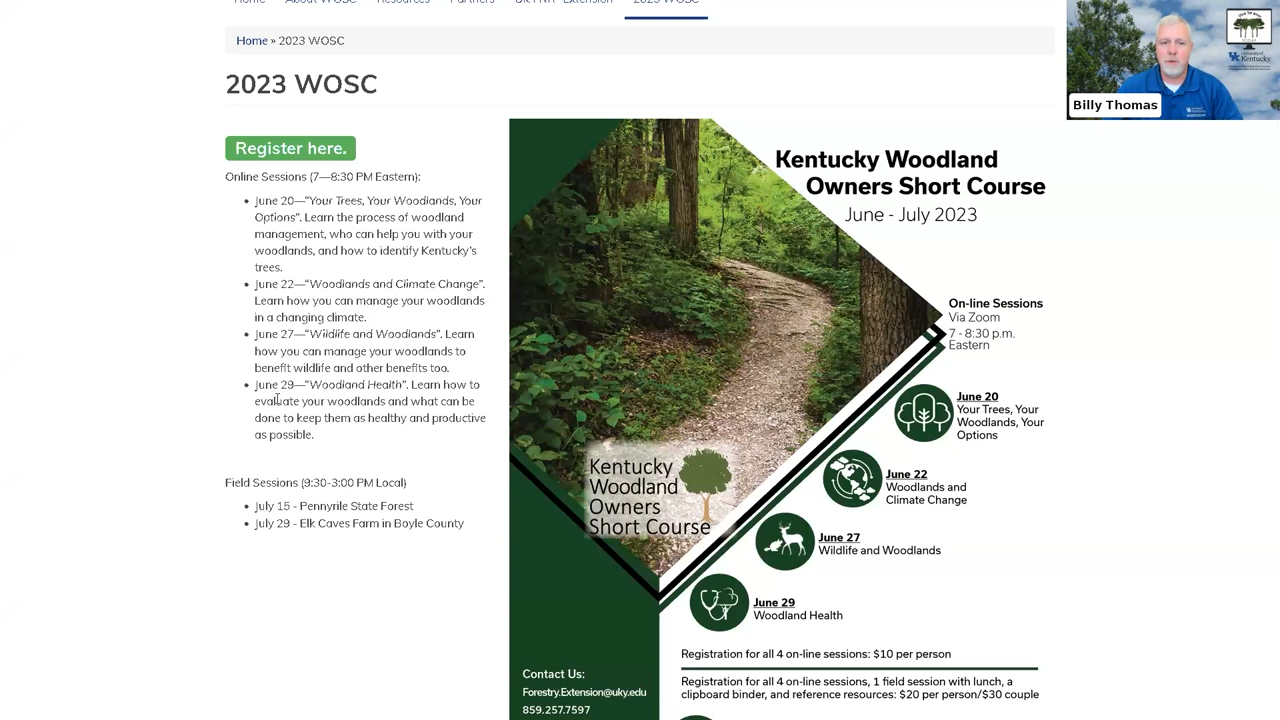 Home About WOSC Resources Partners UK FNR Extension 2023 WOSC
Home » 2023 WOSC
2023 WOSC
Register here.
Online Sessions (7—8:30 PM Eastern):
June 20—“Your Trees, Your Woodlands, Your
Options”. Learn the process of woodland
management, who can help you with your
woodlands, and how to identify Kentucky’s
trees.
June 22—“Woodlands and Climate Change”.
Learn how you can manage your woodlands
in a changing climate.
June 27—“Wildlife and Woodlands”. Learn
how you can manage your woodlands to
benefit wildlife and other benefits too.
June 29—“Woodland Health”. Learn how to
evaluate your woodlands and what can be
done to keep them as healthy and productive
as possible.
Field Sessions (9:30-3:00 PM Local)
July 15 - Pennyrile State Forest
July 29 - Elk Caves Farm in Boyle County
Kentucky Woodland
Owners Short Course
June - July 2023
On-line Sessions
Via Zoom
7 - 8:30 p.m.
Eastern
June 20
Your Trees, Your
Woodlands, Your
Options
June 22
Woodlands and
Climate Change
June 27
Wildlife and Woodlands
June 29
Woodland Health
Kentucky
Woodland
Owners
Short Course
Registration for all 4 on-line sessions: $10 per person
Registration for all 4 on-line sessions, 1 field session with lunch, a
clipboard binder, and reference resources: $20 per person/$30 couple
Contact Us:
Forestry.Extension@uky.edu
859.257.7597
Billy Thomas
Kentucky